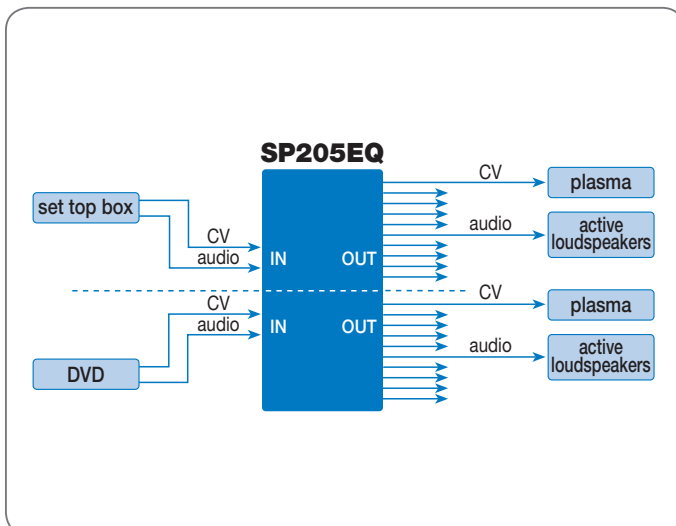 SP205EQ
set top box
CV
audio
IN
OUT
CV
plasma
audio
active
loudspeakers
CV
audio
IN
OUT
CV
plasma
audio
active
loudspeakers
DVD